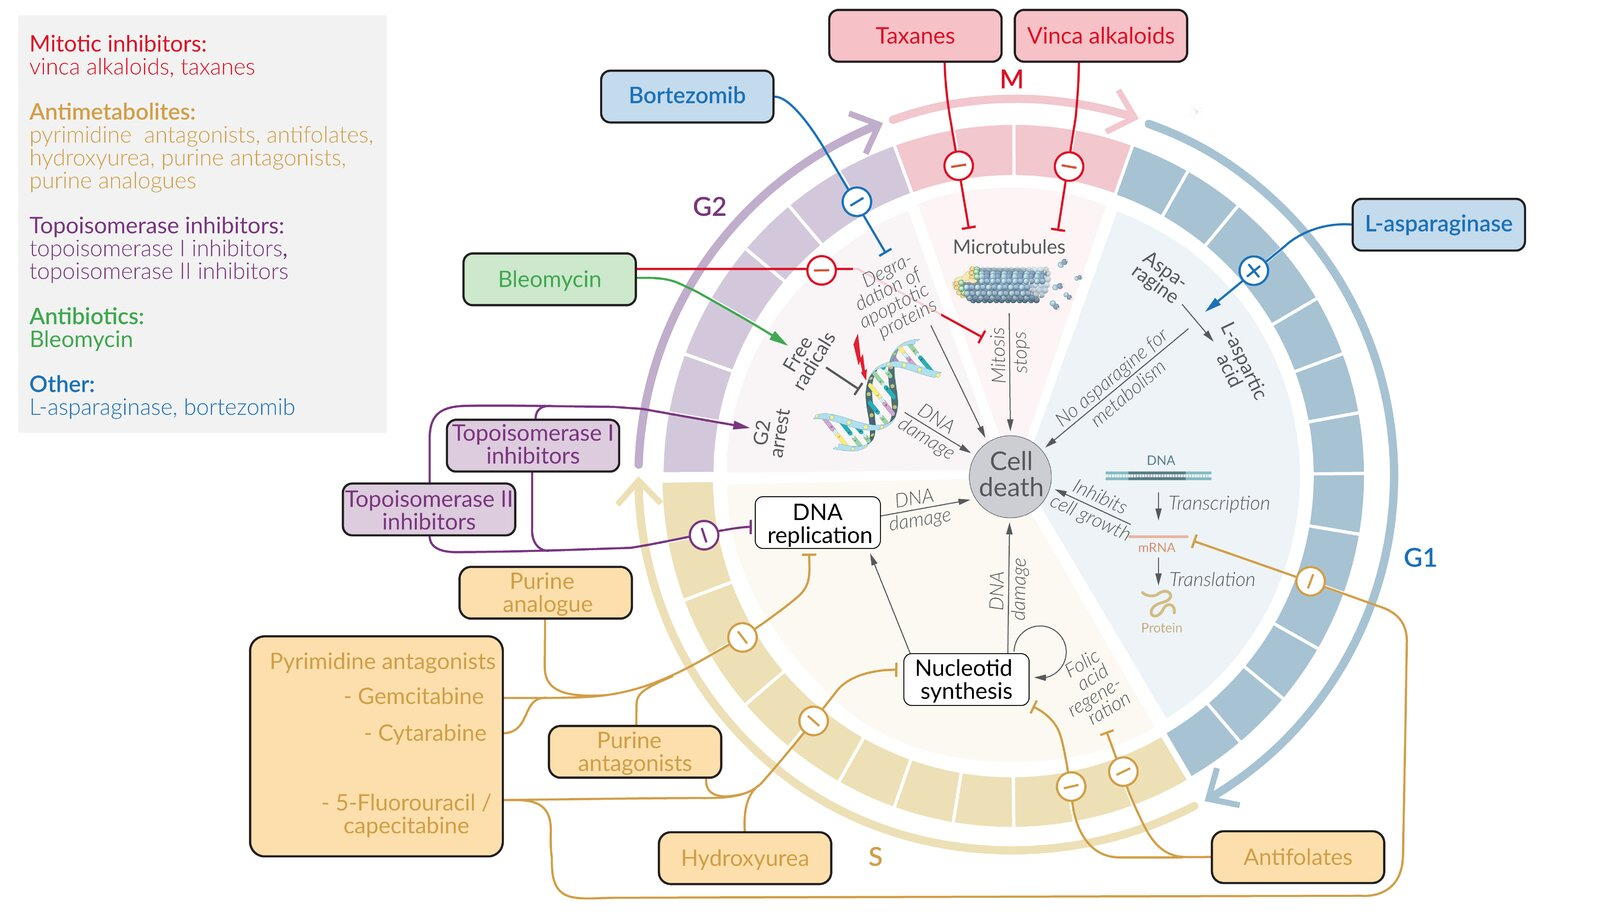 Mitotic inhibitors:
vinca alkaloids, taxanes
Antimetabolites:
pyrimidine antagonists, antifolates,
hydroxyurea, purine antagonists,
purine analogues
Topoisomerase inhibitors:
topoisomerase I inhibitors,
topoisomerase II inhibitors
Antibiotics:
Bleomycin
Other:
L-asparaginase, bortezomib
Taxanes
Vinca alkaloids
M
Bortezomib
G2
L-asparaginase
Bleomycin
Microtubules
Degra-
dation of
apoptotic
proteins
Aspa-
ragine
L-aspartic
acid
Mitosis
stops
No asparagine for
metabolism
Free
radicals
G2
arrest
DNA
damage
Topoisomerase I
inhibitors
Topoisomerase II
inhibitors
Cell
death
DNA
Transcription
Inhibits
cell growth
mRNA
Translation
Protein
G1
DNA
replication
DNA
damage
DNA
damage
Purine
analogue
Nucleotid
synthesis
Folic
acid
regene-
ration
Pyrimidine antagonists
- Gemcitabine
- Cytarabine
- 5-Fluorouracil /
capecitabine
Purine
antagonists
Hydroxyurea
S
Antifolates